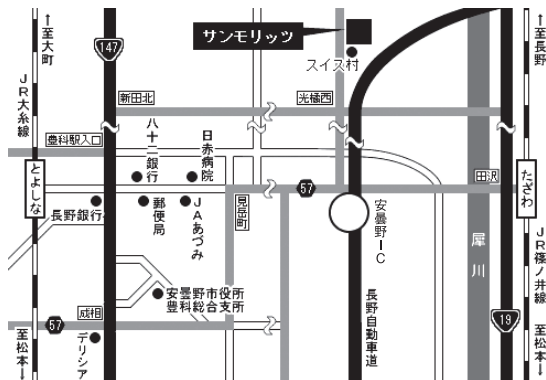 ↑至大町
JR大糸線
とよしな
至松本↓
147
サンモリッツ
スイス村
新田北
光橋西
豊科駅入口
八十二銀行
日赤病院
長野銀行
郵便局
JAあづみ
見岳町
57
安曇野IC
田沢
たざわ
↑至長野
犀川
JR篠ノ井線
安曇野市役所
豊科総合支所
成相
57
デリシア
長野自動車道
19
至松本↓